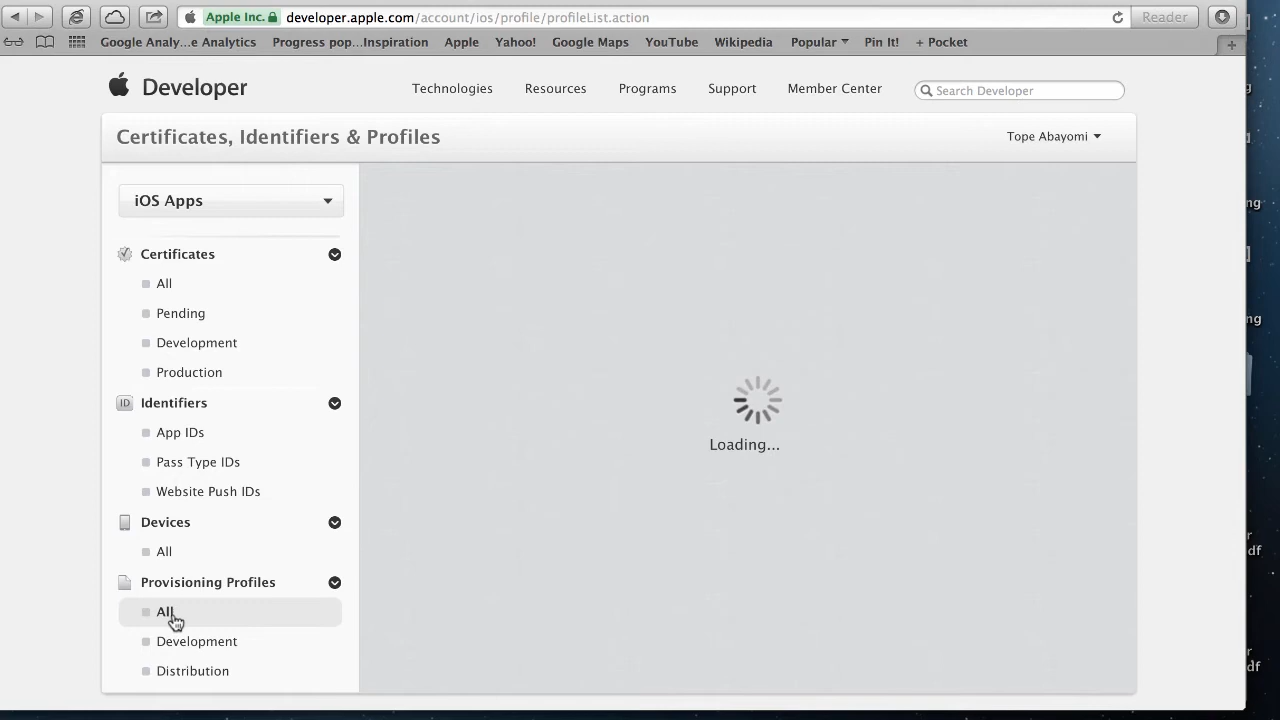 Apple Inc. developer.apple.com/account/ios/profile/profileList.action Reader
Google Analy...e Analytics Progress pop...Inspiration Apple Yahoo! Google Maps YouTube Wikipedia Popular Pin It! + Pocket
Developer Technologies Resources Programs Support Member Center Search Developer
Certificates, Identifiers & Profiles Tope Abayomi
iOS Apps
Certificates
All
Pending
Development
Production
ID Identifiers
App IDs
Pass Type IDs
Website Push IDs
Devices
All
Provisioning Profiles
All
Development
Distribution
Loading...